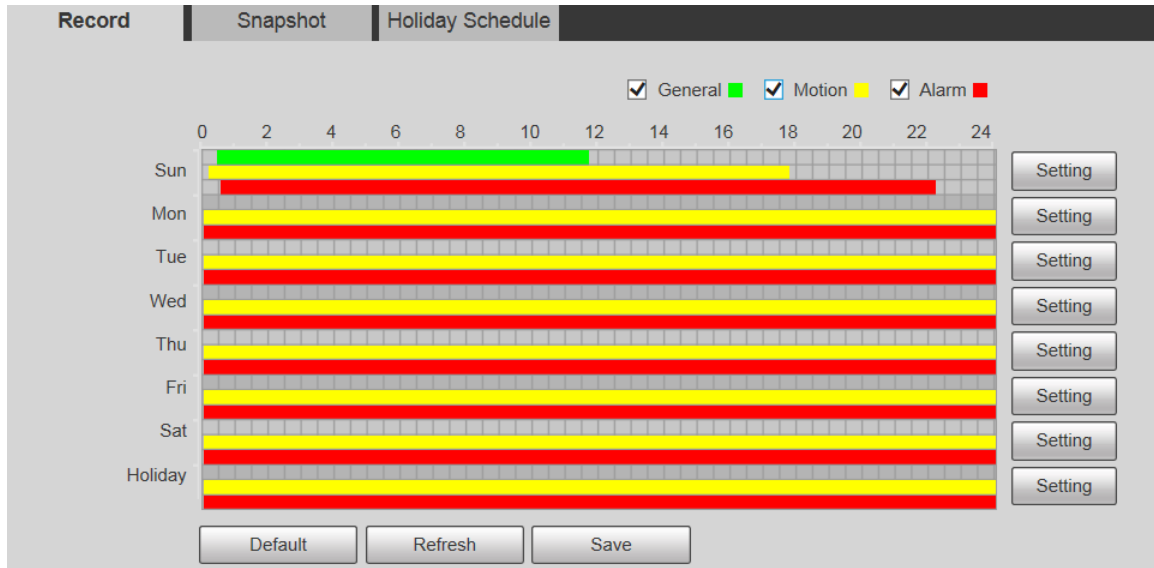 Record Snapshot Holiday Schedule
General Motion Alarm
0 2 4 6 8 10 12 14 16 18 20 22 24
Sun Setting
Mon Setting
Tue Setting
Wed Setting
Thu Setting
Fri Setting
Sat Setting
Holiday Setting
Default Refresh Save